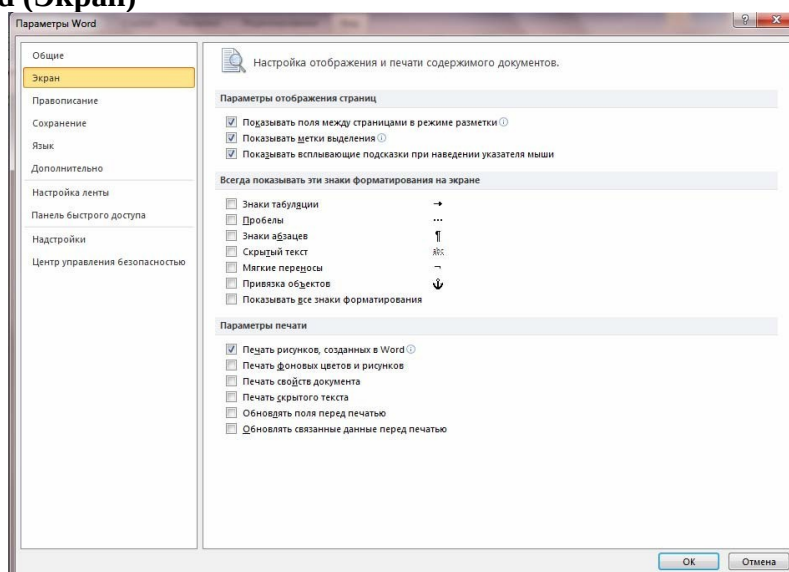 d (Экран)
Параметры Word
Общие
Экран
Правописание
Сохранение
Язык
Дополнительно
Настройка ленты
Панель быстрого доступа
Надстройки
Центр управления безопасностью
Настройка отображения и печати содержимого документов.
Параметры отображения страниц
Показывать поля между страницами в режиме разметки
Показывать метки выделения
Показывать всплывающие подсказки при наведении указателя мыши
Всегда показывать эти знаки форматирования на экране
Знаки табуляции →
Пробелы ...
Знаки абзацев ¶
Скрытый текст abc
Мягкие переносы ¬
Привязка объектов
Показывать все знаки форматирования
Параметры печати
Печать рисунков, созданных в Word
Печать фоновых цветов и рисунков
Печать свойств документа
Печать скрытого текста
Обновлять поля перед печатью
Обновлять связанные данные перед печатью
ОК Отмена